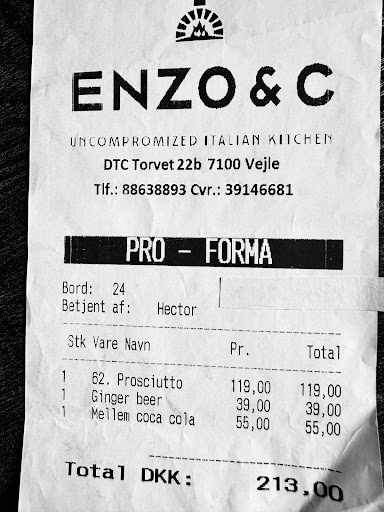 ENZO & C
UNCOMPROMIZED ITALIAN KITCHEN
DTC Torvet 22b 7100 Vejle
Tlf.: 88638893 Cvr.: 39146681
PRO - FORMA
Bord: 24
Betjent af: Hector
Stk Vare Navn Pr. Total
1 62. Prosciutto 119,00 119,00
1 Ginger beer 39,00 39,00
1 Mellem coca cola 55,00 55,00
Total DKK: 213,00